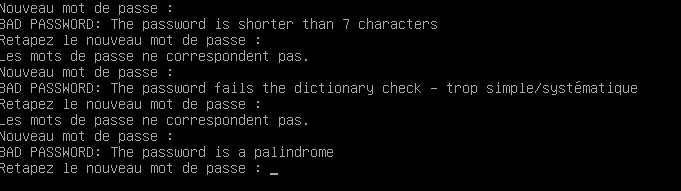 Nouveau mot de passe :
BAD PASSWORD: The password is shorter than 7 characters
Retapez le nouveau mot de passe :
Les mots de passe ne correspondent pas.
Nouveau mot de passe :
BAD PASSWORD: The password fails the dictionary check - trop simple/systématique
Retapez le nouveau mot de passe :
Les mots de passe ne correspondent pas.
Nouveau mot de passe :
BAD PASSWORD: The password is a palindrome
Retapez le nouveau mot de passe : _